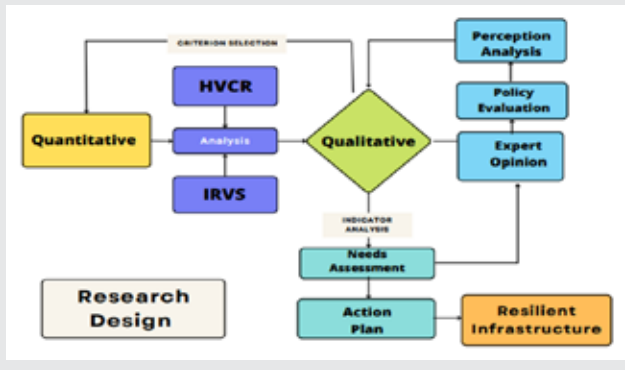 CRITERION SELECTION
Perception
Analysis
HVCR
Policy
Evaluation
Quantitative
Analysis
Qualitative
Expert
Opinion
IRVS
INDICATOR
ANALYSIS
Needs
Assessment
Research
Design
Action
Plan
Resilient
Infrastructure